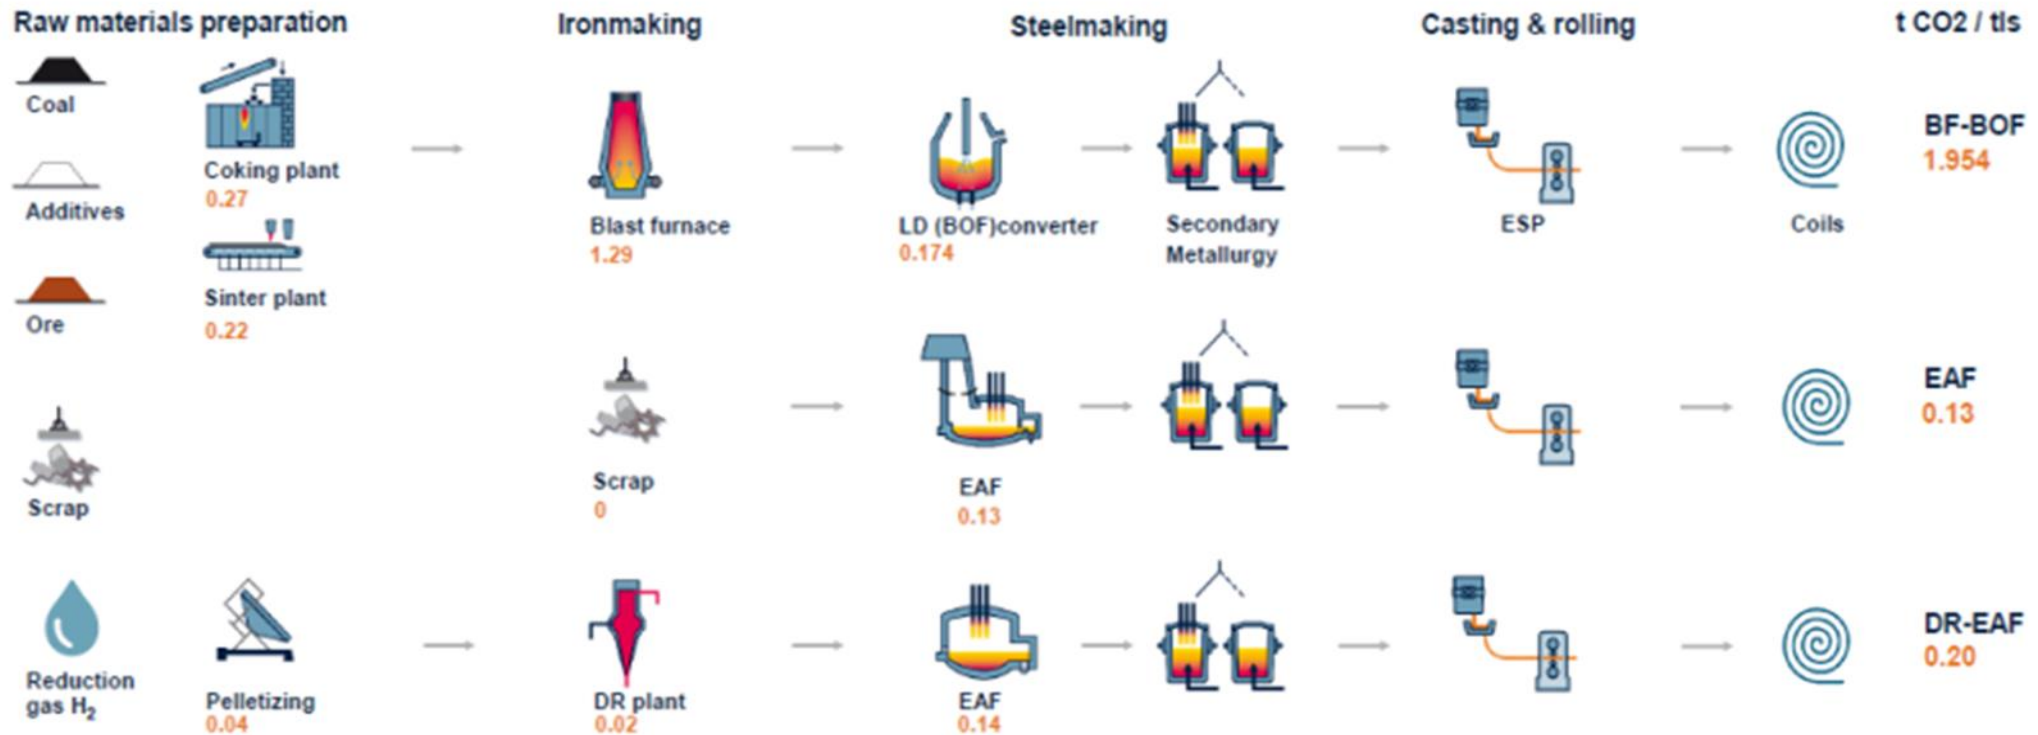 Raw materials preparation
Ironmaking
Steelmaking
Casting & rolling
t CO2 / tls
Coal
Additives
Ore
Coking plant
0.27
Sinter plant
0.22
Blast furnace
1.29
LD (BOF)converter
0.174
Secondary
Metallurgy
ESP
Coils
BF-BOF
1.954
Scrap
Scrap
0
EAF
0.13
EAF
0.13
Reduction
gas H2
Pelletizing
0.04
DR plant
0.02
EAF
0.14
DR-EAF
0.20